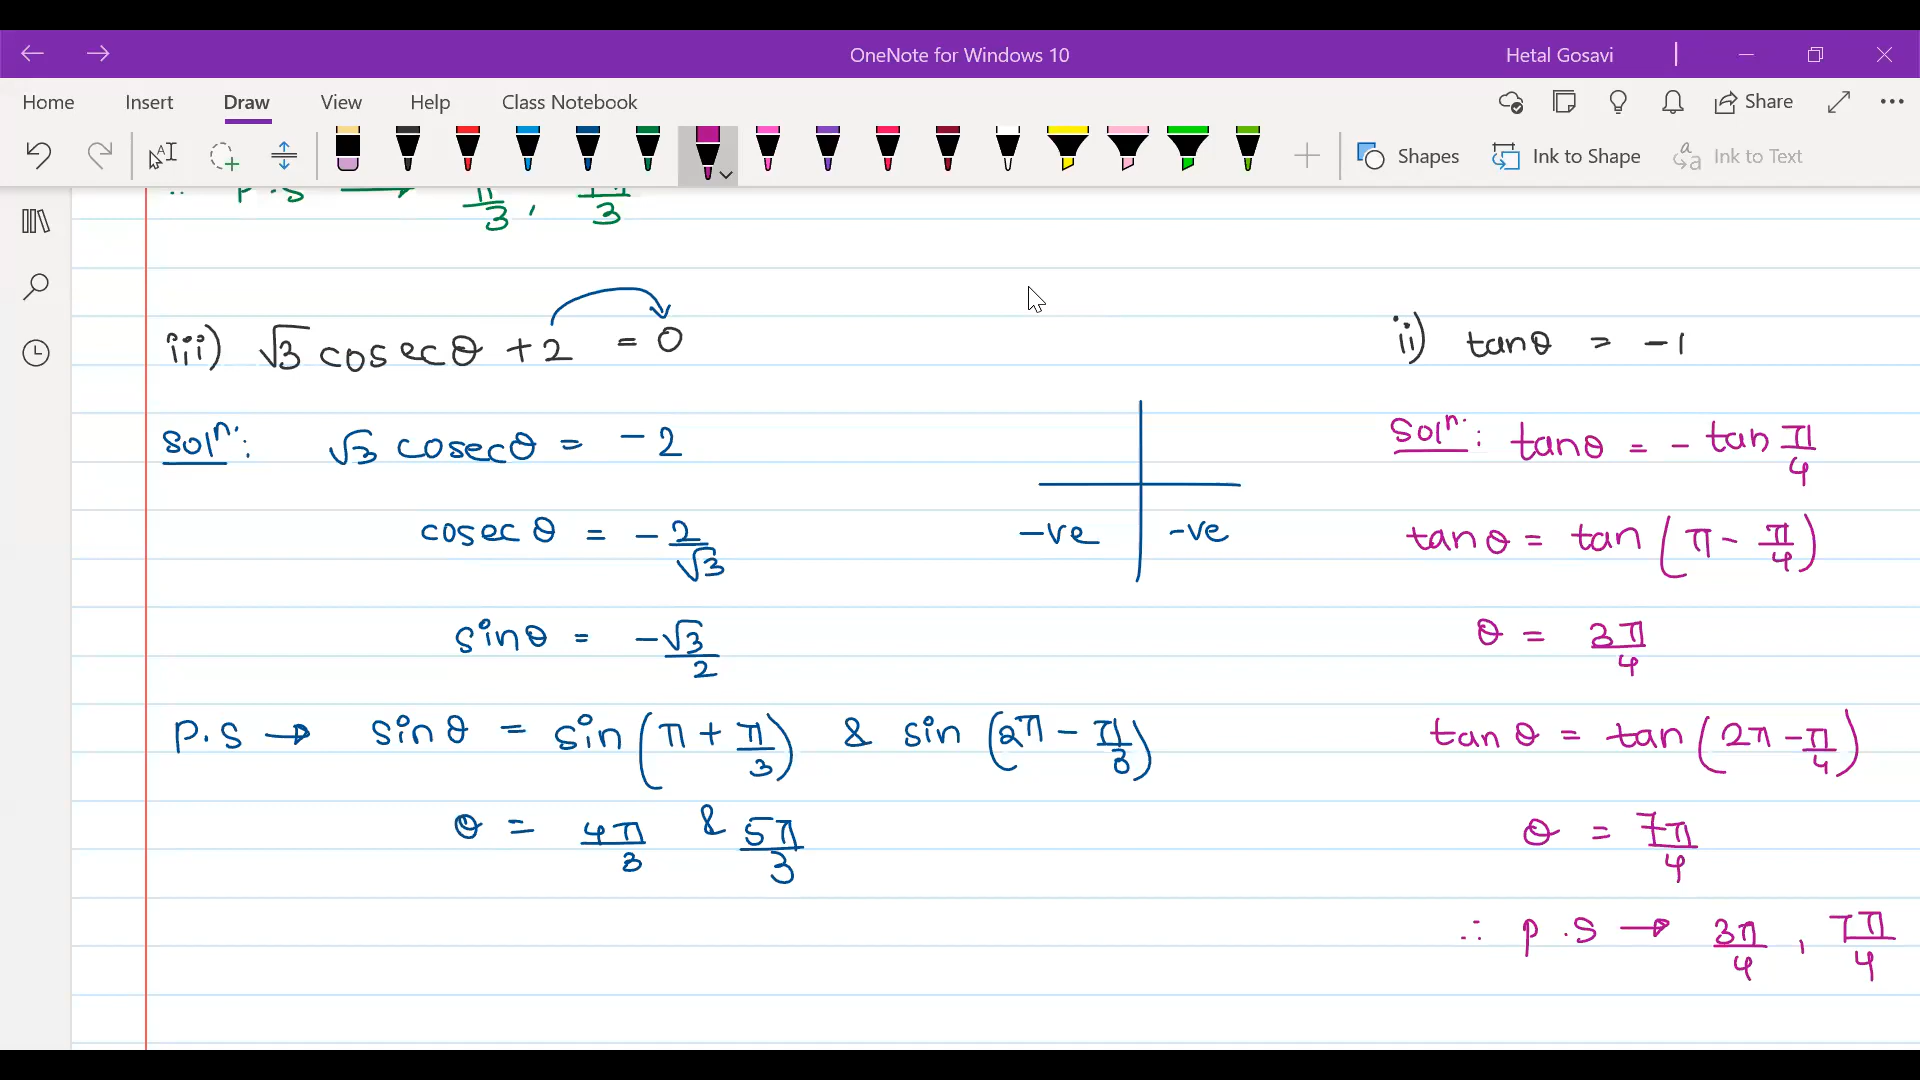 OneNote for Windows 10
Hetal Gosavi
Home Insert Draw View Help Class Notebook
Share
Shapes
Ink to Shape
Ink to Text
∴ P.S → π/3 ,
iii) √3 cosecθ + 2 = 0
Solⁿ: √3 cosecθ = -2
cosec θ = -2/√3
-ve -ve
sinθ = -√3/2
P.S → sin θ = sin (π + π/3) & sin (2π - π/3)
θ = 4π/3 & 5π/3
ii) tanθ = -1
Solⁿ: tanθ = - tan π/4
tan θ = tan (π - π/4)
θ = 3π/4
tan θ = tan (2π - π/4)
θ = 7π/4
∴ P.S → 3π/4 , 7π/4